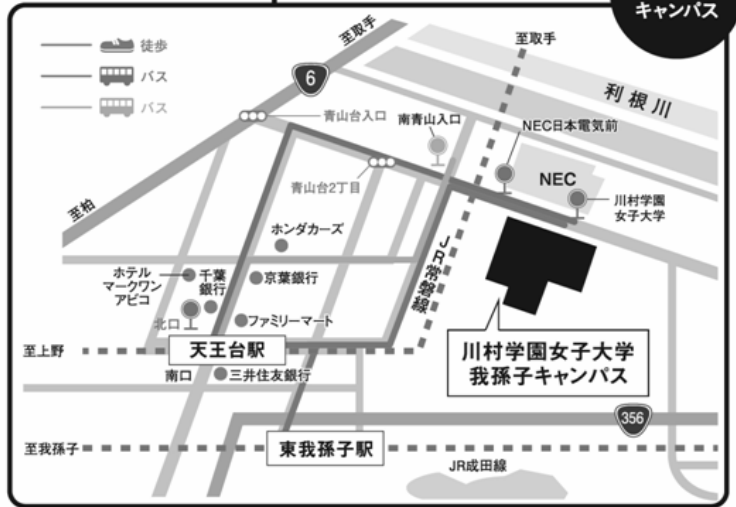 キャンパス
徒歩
バス
バス
至取手
6
至取手
利根川
青山台入口
南青山入口
NEC日本電気前
青山台2丁目
NEC
川村学園
女子大学
至柏
ホンダカーズ
JR常磐線
ホテル
マークワン
アビコ
千葉
銀行
京葉銀行
北口
ファミリーマート
至上野
天王台駅
川村学園女子大学
我孫子キャンパス
南口
三井住友銀行
356
至我孫子
東我孫子駅
JR成田線